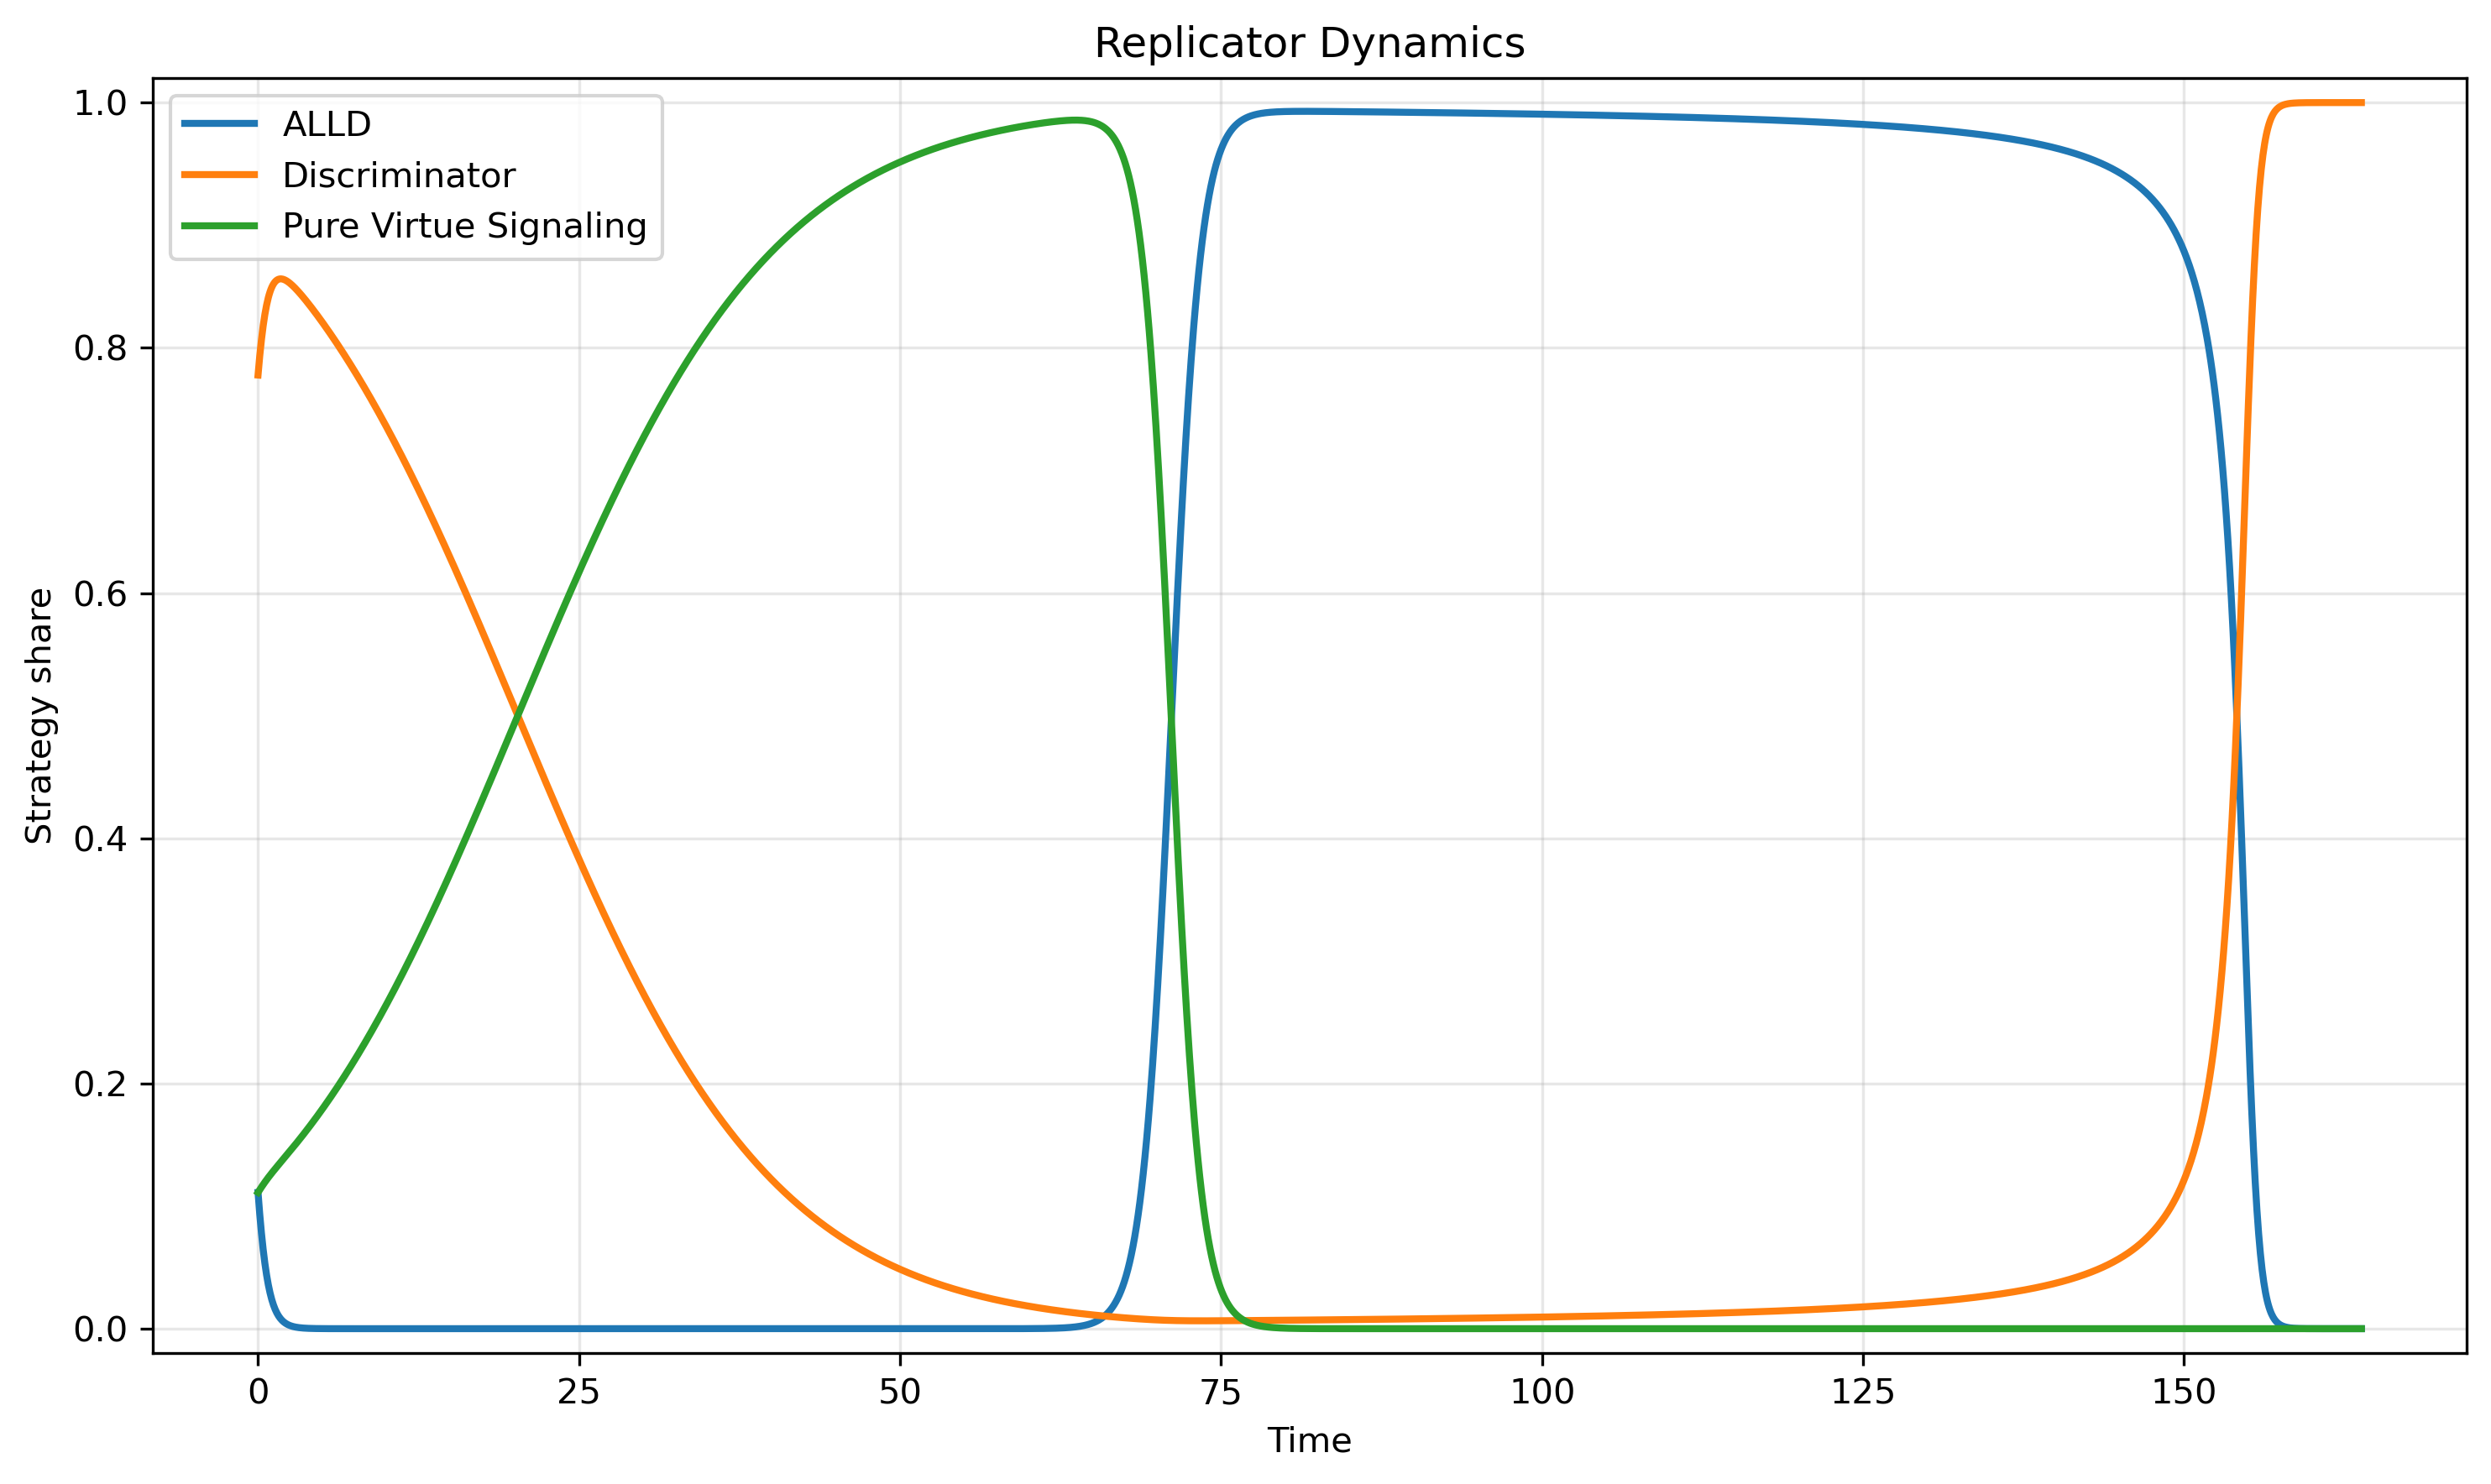 Replicator Dynamics
ALLD
Discriminator
Pure Virtue Signaling
1.0
0.8
0.6
0.4
0.2
0.0
Strategy share
0 25 50 75 100 125 150
Time